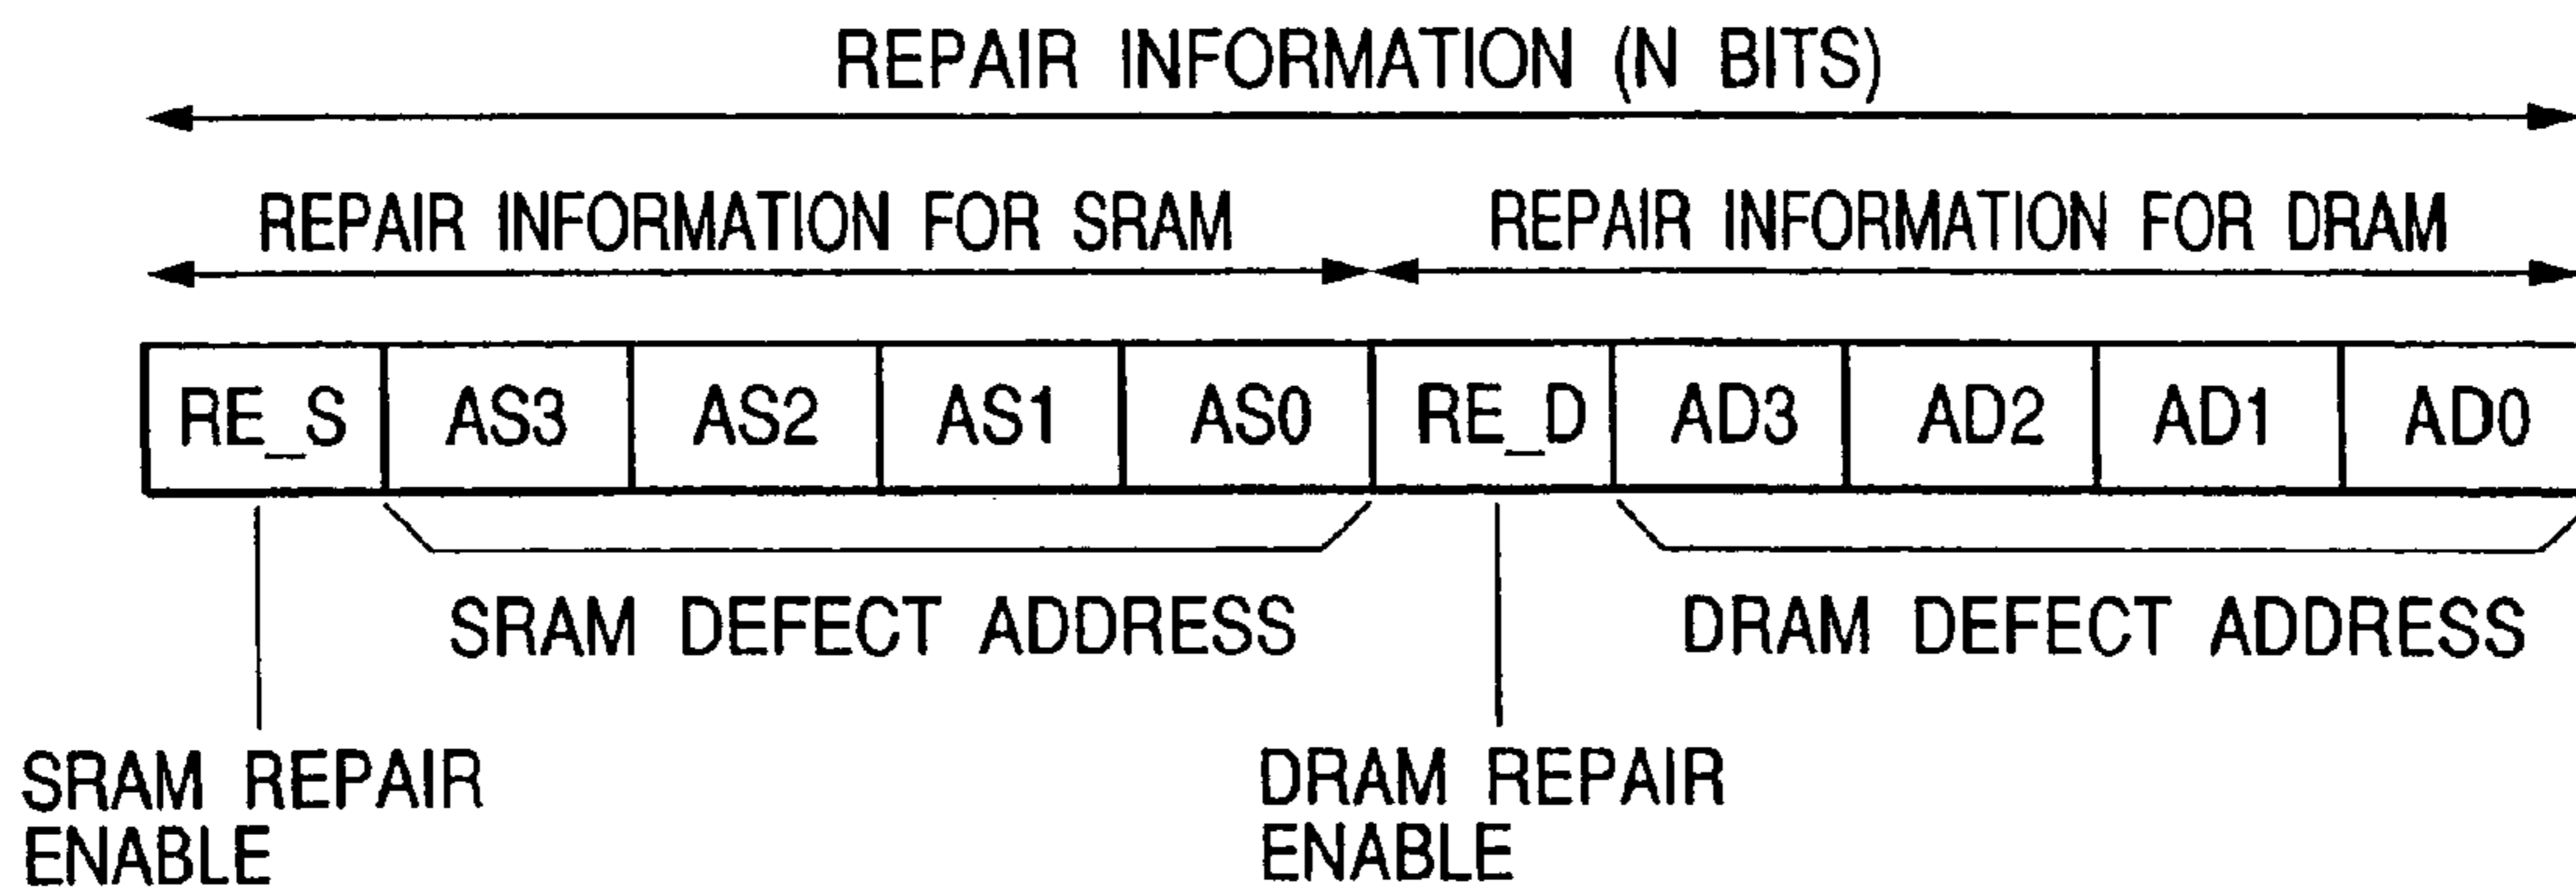 REPAIR INFORMATION (N BITS)
REPAIR INFORMATION FOR SRAM REPAIR INFORMATION FOR DRAM
RE_S AS3 AS2 AS1 AS0 RE_D AD3 AD2 AD1 AD0
SRAM DEFECT ADDRESS DRAM DEFECT ADDRESS
SRAM REPAIR ENABLE
DRAM REPAIR ENABLE